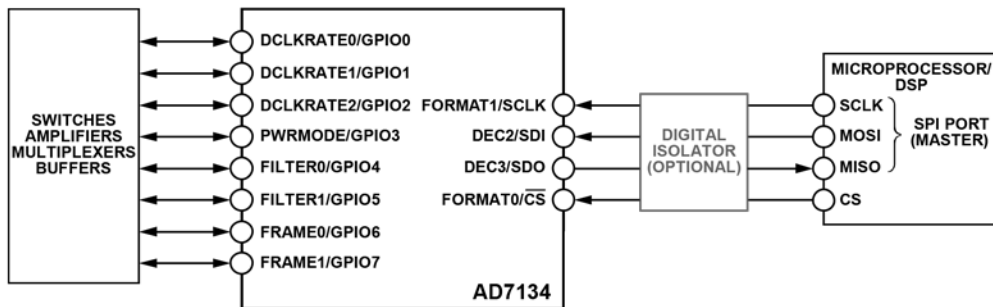 SWITCHES
AMPLIFIERS
MULTIPLEXERS
BUFFERS
DCLKRATE0/GPIO0
DCLKRATE1/GPIO1
DCLKRATE2/GPIO2
PWRMODE/GPIO3
FILTER0/GPIO4
FILTER1/GPIO5
FRAME0/GPIO6
FRAME1/GPIO7
FORMAT1/SCLK
DEC2/SDI
DEC3/SDO
FORMAT0/C̅S̅
AD7134
DIGITAL
ISOLATOR
(OPTIONAL)
MICROPROCESSOR/
DSP
SCLK
MOSI
MISO
CS
SPI PORT
(MASTER)